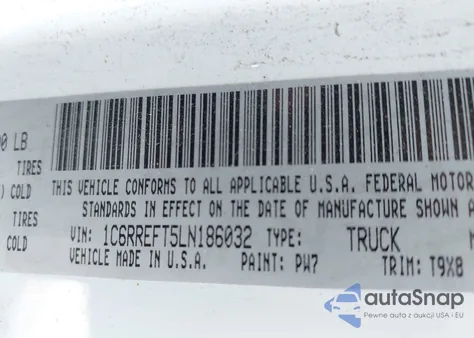 00 LB
TIRES
) COLD
TIRES
COLD
THIS VEHICLE CONFORMS TO ALL APPLICABLE U.S.A. FEDERAL MOTOR
STANDARDS IN EFFECT ON THE DATE OF MANUFACTURE SHOWN A
VIN: 1C6RREFT5LN186032 TYPE: TRUCK
VEHICLE MADE IN U.S.A. PAINT: PW7 TRIM: T9X8
autoSnap
Pewne auta z aukcji USA i EU